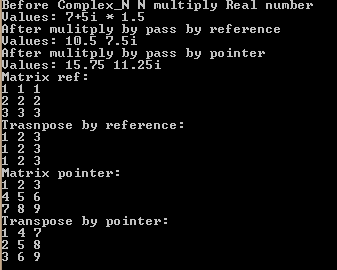 Before Complex_N N multiply Real number
Values: 7+5i * 1.5
After mulitply by pass by reference
Values: 10.5 7.5i
After mulitply by pass by pointer
Values: 15.75 11.25i
Matrix ref:
1 1 1
2 2 2
3 3 3
Trasnpose by reference:
1 2 3
1 2 3
1 2 3
Matrix pointer:
1 2 3
4 5 6
7 8 9
Transpose by pointer:
1 4 7
2 5 8
3 6 9